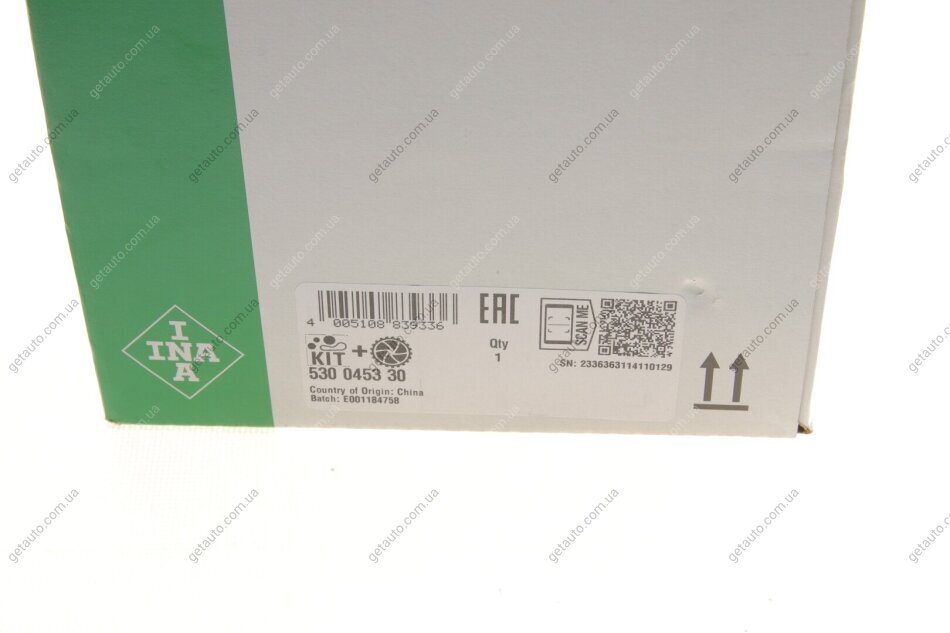 I
INA
A
4 005108 839336
EAC
SCAN ME
Qty
1
KIT +
530 0453 30
SN: 2336363114110129
Country of Origin: China
Batch: E001184758
getauto.com.ua